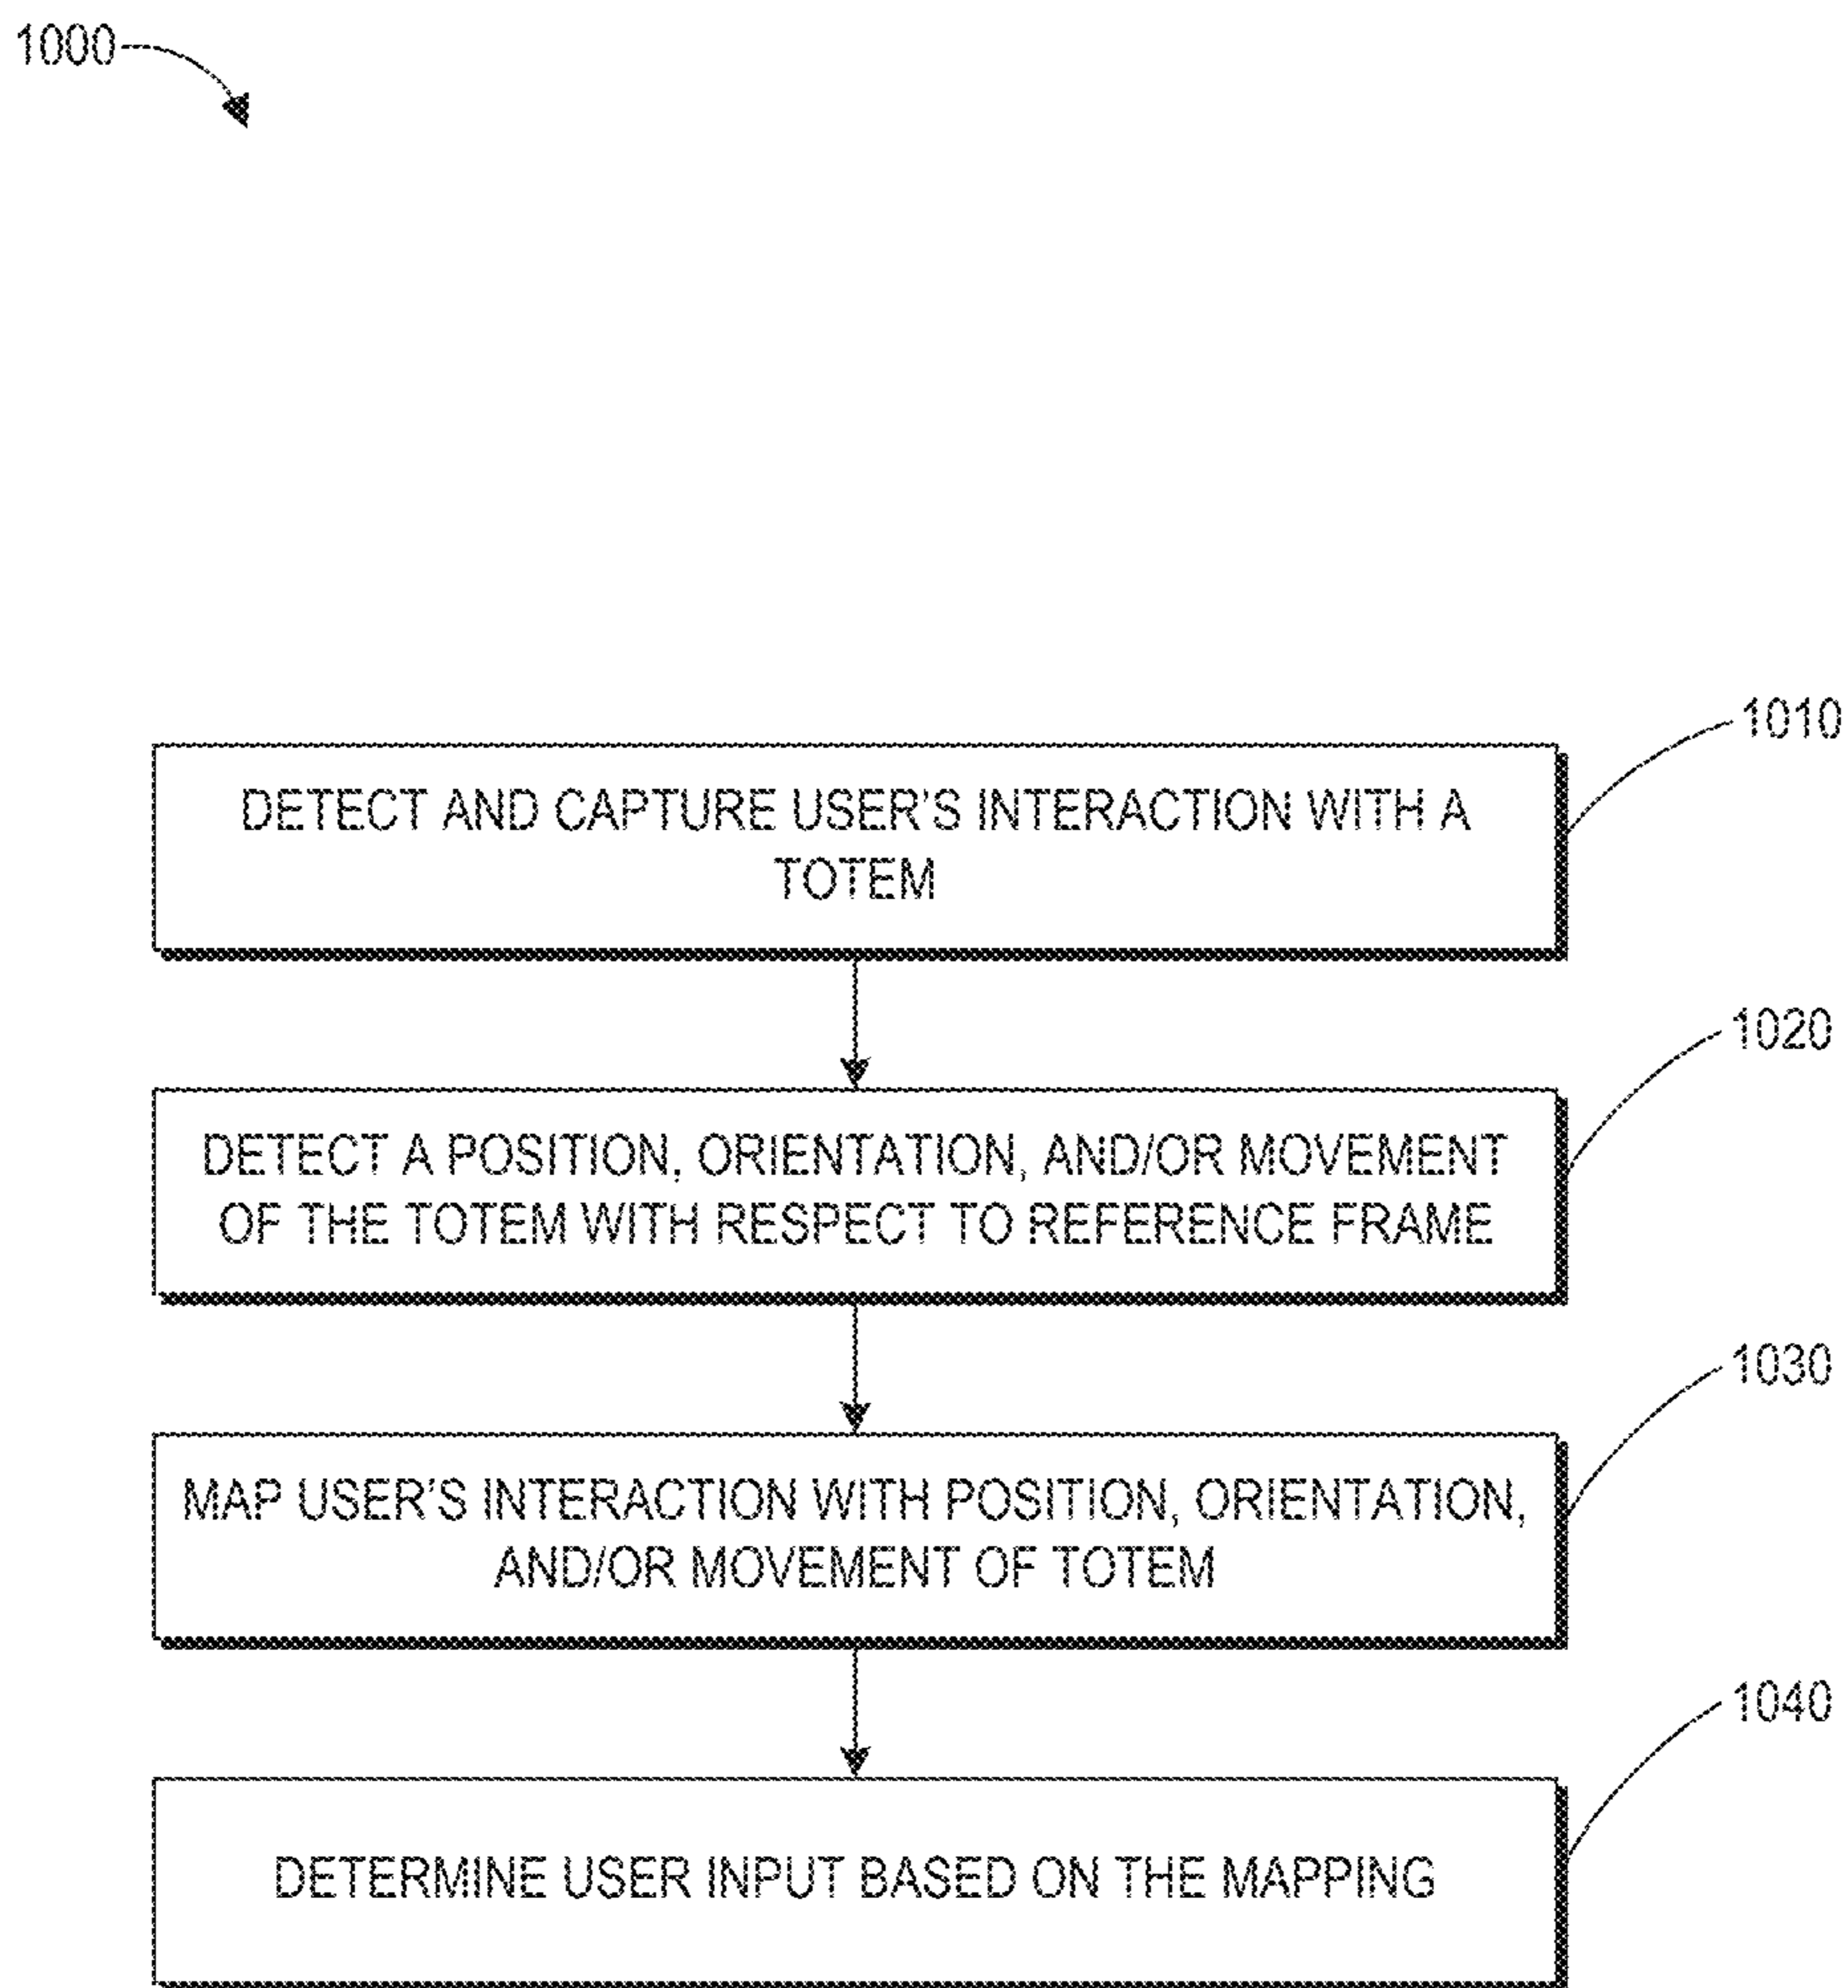 1000
1010
DETECT AND CAPTURE USER'S INTERACTION WITH A
TOTEM
1020
DETECT A POSITION, ORIENTATION, AND/OR MOVEMENT
OF THE TOTEM WITH RESPECT TO REFERENCE FRAME
1030
MAP USER'S INTERACTION WITH POSITION, ORIENTATION,
AND/OR MOVEMENT OF TOTEM
1040
DETERMINE USER INPUT BASED ON THE MAPPING